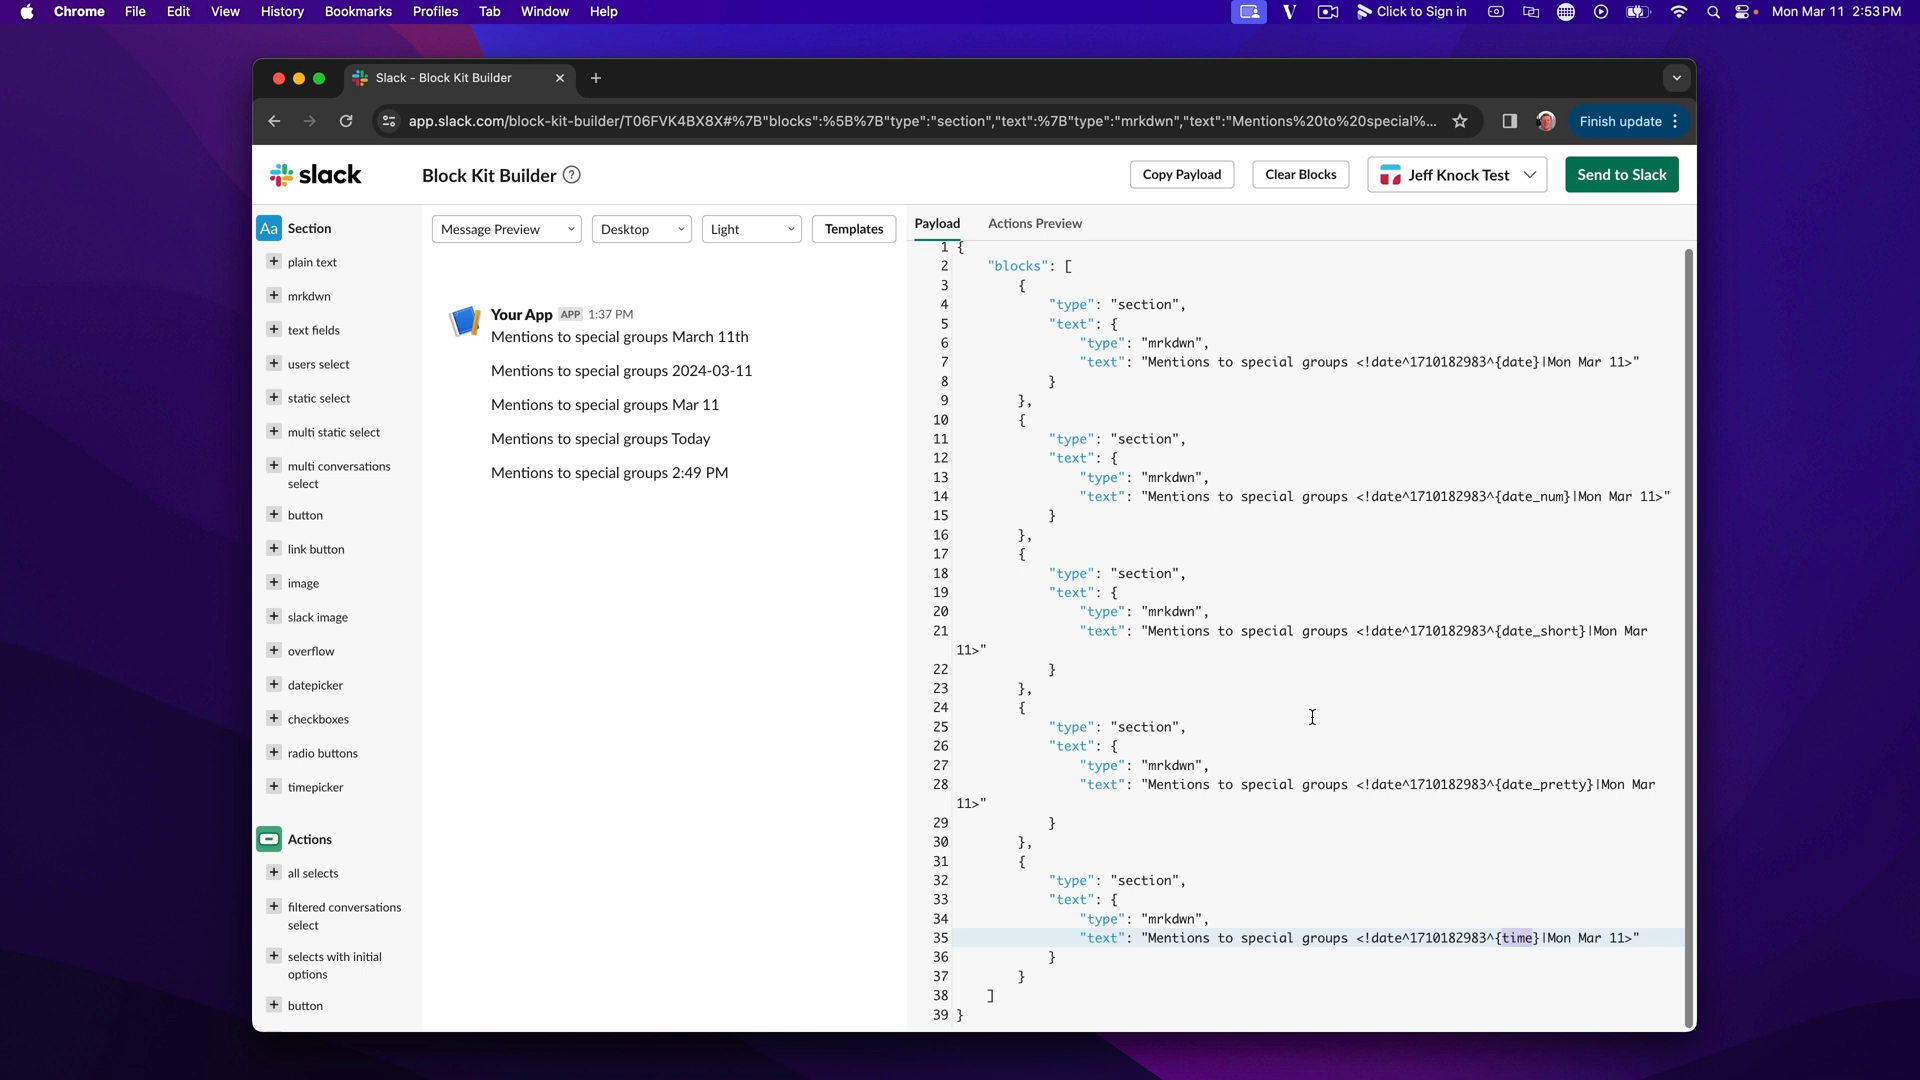 Chrome File Edit View History Bookmarks Profiles Tab Window Help
Click to Sign in Mon Mar 11 2:53 PM
Slack - Block Kit Builder
app.slack.com/block-kit-builder/T06FVK4BX8X#%7B"blocks":%5B%7B"type":"section","text":%7B"type":"mrkdwn","text":"Mentions%20to%20special%...
Finish update
slack
Block Kit Builder ?
Copy Payload
Clear Blocks
Jeff Knock Test
Send to Slack
Aa Section
+ plain text
+ mrkdwn
+ text fields
+ users select
+ static select
+ multi static select
+ multi conversations
select
+ button
+ link button
+ image
+ slack image
+ overflow
+ datepicker
+ checkboxes
+ radio buttons
+ timepicker
Actions
+ all selects
+ filtered conversations
select
+ selects with initial
options
+ button
Message Preview
Desktop
Light
Templates
Your App APP 1:37 PM
Mentions to special groups March 11th
Mentions to special groups 2024-03-11
Mentions to special groups Mar 11
Mentions to special groups Today
Mentions to special groups 2:49 PM
Payload Actions Preview
1 {
2 "blocks": [
3 {
4 "type": "section",
5 "text": {
6 "type": "mrkdwn",
7 "text": "Mentions to special groups <!date^1710182983^{date}|Mon Mar 11>"
8 }
9 },
10 {
11 "type": "section",
12 "text": {
13 "type": "mrkdwn",
14 "text": "Mentions to special groups <!date^1710182983^{date_num}|Mon Mar 11>"
15 }
16 },
17 {
18 "type": "section",
19 "text": {
20 "type": "mrkdwn",
21 "text": "Mentions to special groups <!date^1710182983^{date_short}|Mon Mar
11>"
22 }
23 },
24 {
25 "type": "section",
26 "text": {
27 "type": "mrkdwn",
28 "text": "Mentions to special groups <!date^1710182983^{date_pretty}|Mon Mar
11>"
29 }
30 },
31 {
32 "type": "section",
33 "text": {
34 "type": "mrkdwn",
35 "text": "Mentions to special groups <!date^1710182983^{time}|Mon Mar 11>"
36 }
37 }
38 ]
39 }